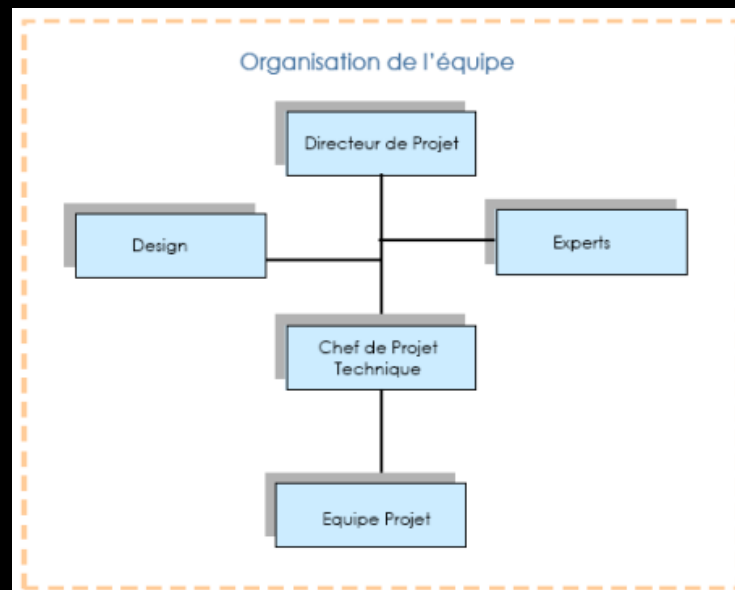 Organisation de l'équipe
Directeur de Projet
Design
Experts
Chef de Projet
Technique
Equipe Projet